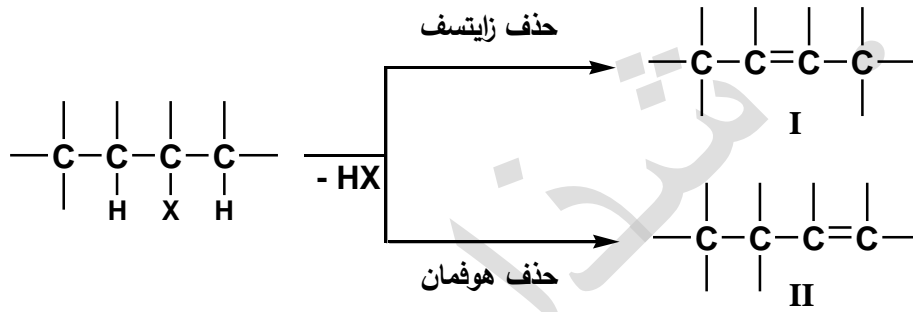 حذف زايتسف
C C=C C
I
C C C C
H X H
- HX
C C C=C
حذف هوفمان
II